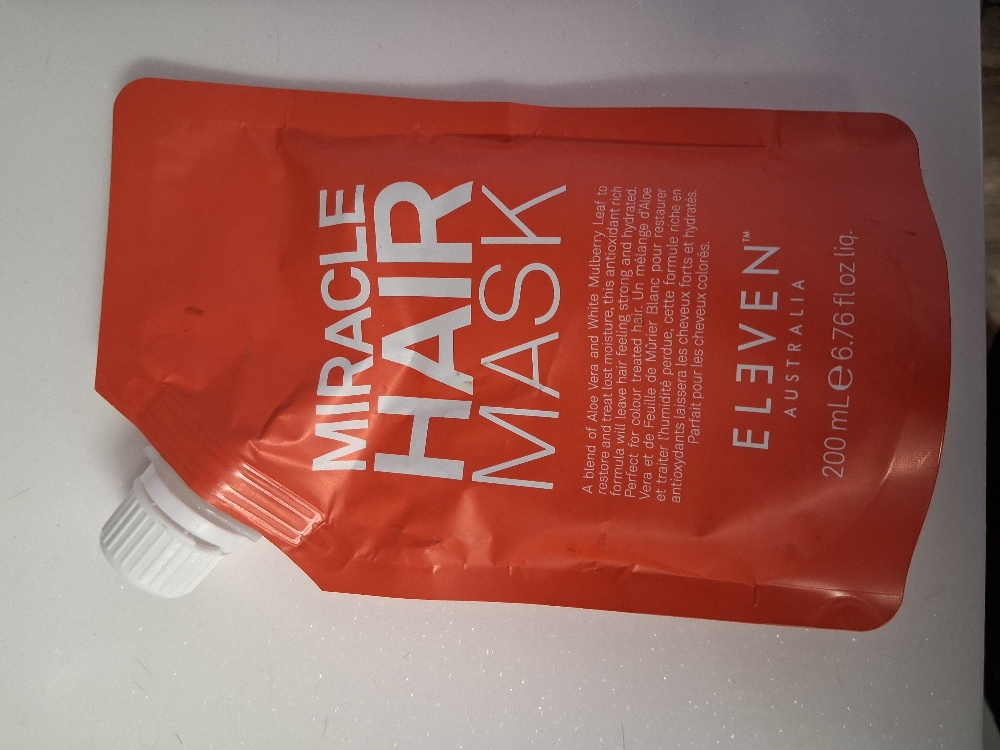 MIRACLE
HAIR
MASK
A blend of Aloe Vera and White Mulberry Leaf to
restore and treat lost moisture, this antioxidant rich
formula will leave hair feeling strong and hydrated.
Perfect for colour treated hair. Un mélange d'Aloe
Vera et de Feuille de Mûrier Blanc pour restaurer
et traiter l'humidité perdue, cette formule riche en
antioxydants laissera les cheveux forts et hydratés.
Parfait pour les cheveux colorés.
ELEVEN™
AUSTRALIA
200 mL e 6.76 fl oz liq.